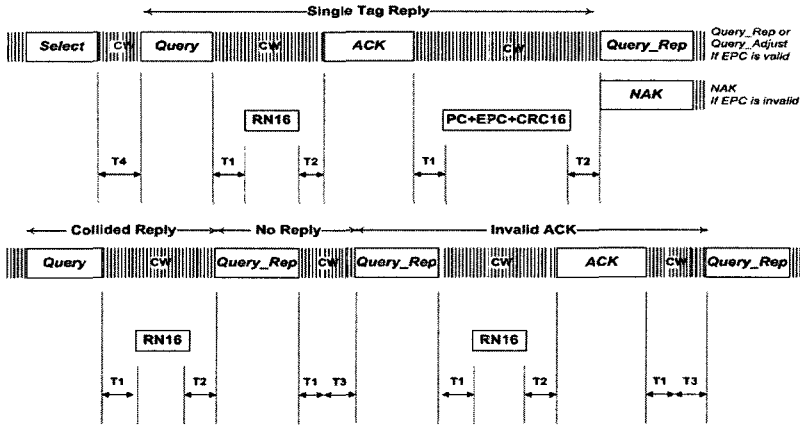 Single Tag Reply
Select CW Query CW ACK CW Query_Rep
Query_Rep or
Query_Adjust
If EPC is valid
NAK
NAK
If EPC is invalid
RN16 PC+EPC+CRC16
T4 T1 T2 T1 T2
Collided Reply No Reply Invalid ACK
Query CW Query_Rep CW Query_Rep CW ACK CW Query_Rep
RN16 RN16
T1 T2 T1 T3 T1 T2 T1 T3